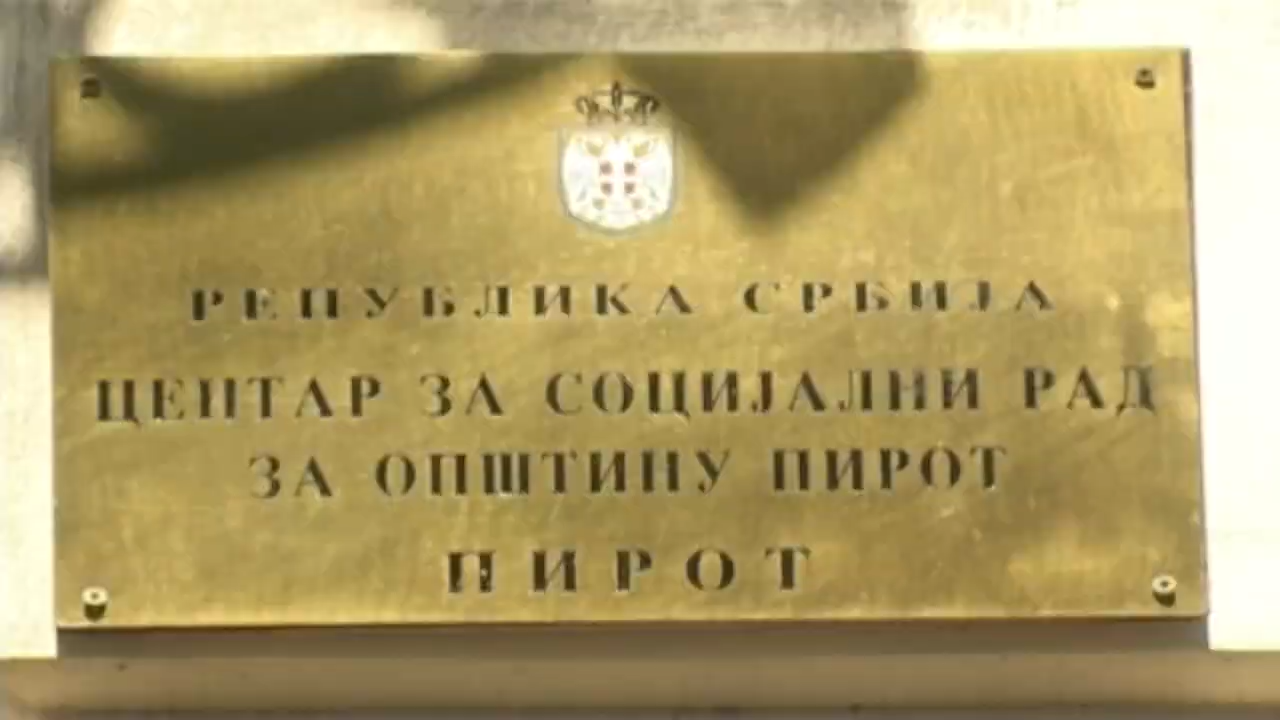 РЕПУБЛИКА СРБИЈА
ЦЕНТАР ЗА СОЦИЈАЛНИ РАД
ЗА ОПШТИНУ ПИРОТ
ПИРОТ